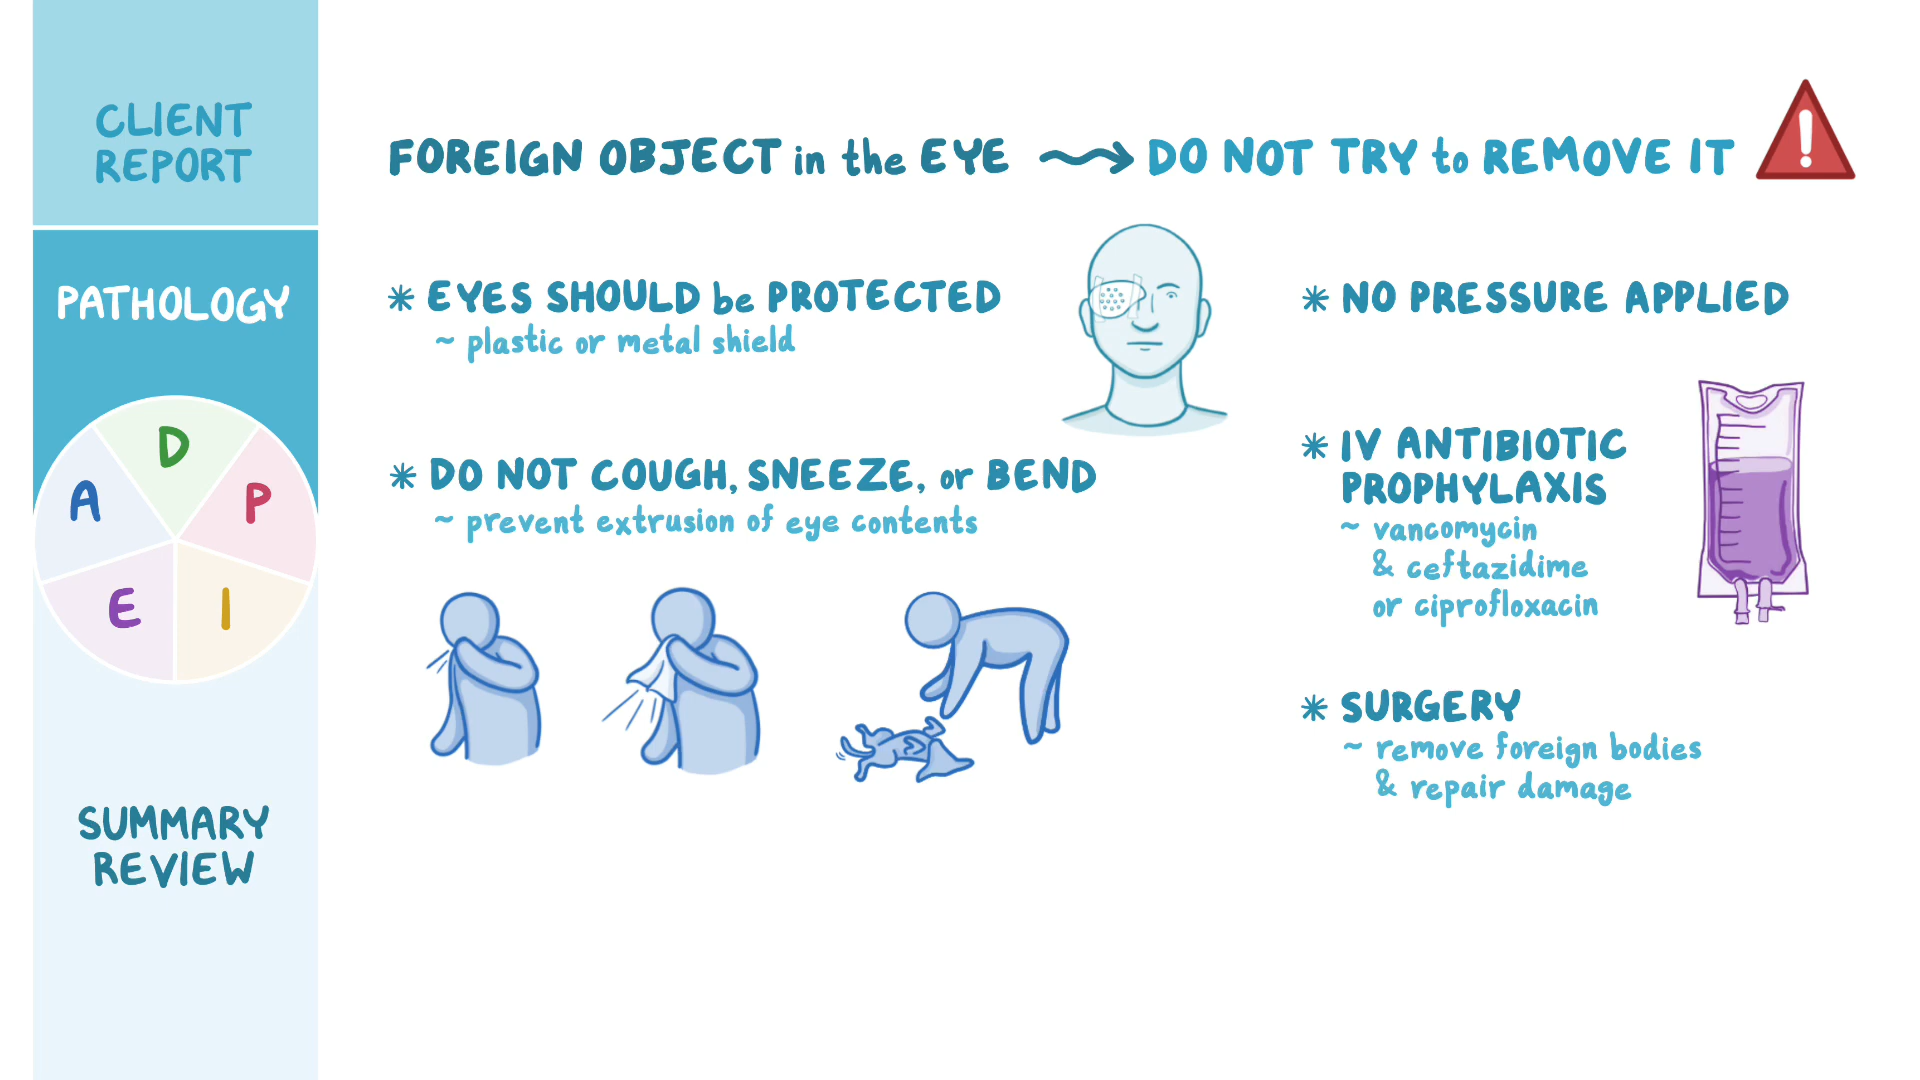 CLIENT
REPORT
PATHOLOGY
D
A
P
E
I
SUMMARY
REVIEW
FOREIGN OBJECT in the EYE → DO NOT TRY to REMOVE IT !
* EYES SHOULD be PROTECTED
~ plastic or metal shield
* DO NOT COUGH, SNEEZE, or BEND
~ prevent extrusion of eye contents
* NO PRESSURE APPLIED
* IV ANTIBIOTIC
PROPHYLAXIS
~ vancomycin
& ceftazidime
or ciprofloxacin
* SURGERY
~ remove foreign bodies
& repair damage